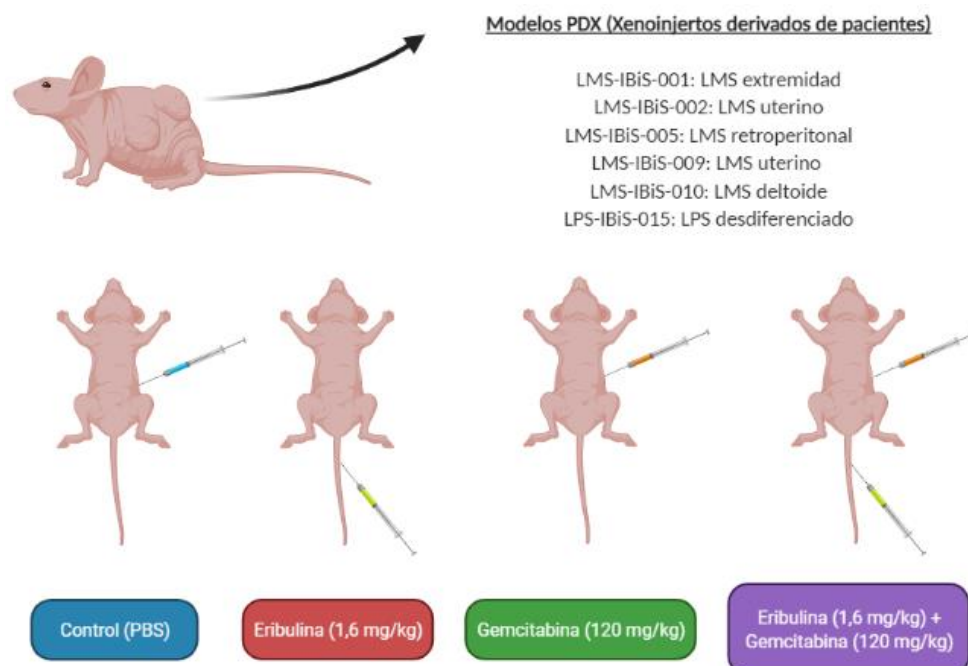 Modelos PDX (Xenoinjertos derivados de pacientes)
LMS-IBiS-001: LMS extremidad
LMS-IBiS-002: LMS uterino
LMS-IBiS-005: LMS retroperitonal
LMS-IBiS-009: LMS uterino
LMS-IBiS-010: LMS deltoide
LPS-IBiS-015: LPS desdiferenciado
Control (PBS)
Eribulina (1,6 mg/kg)
Gemcitabina (120 mg/kg)
Eribulina (1,6 mg/kg) +
Gemcitabina (120 mg/kg)